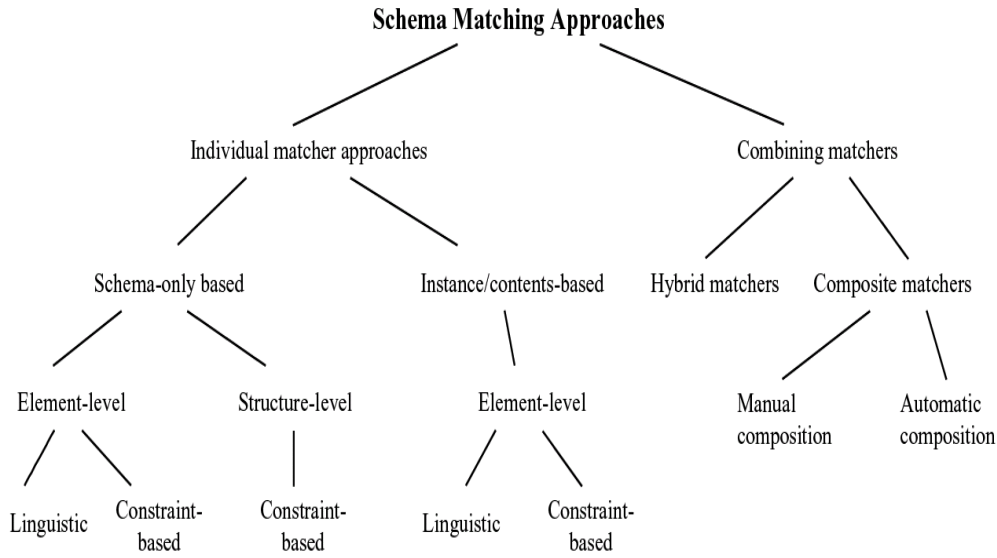 Schema Matching Approaches
Individual matcher approaches
Combining matchers
Schema-only based
Instance/contents-based
Hybrid matchers
Composite matchers
Element-level
Structure-level
Element-level
Manual
composition
Automatic
composition
Linguistic
Constraint-
based
Constraint-
based
Linguistic
Constraint-
based